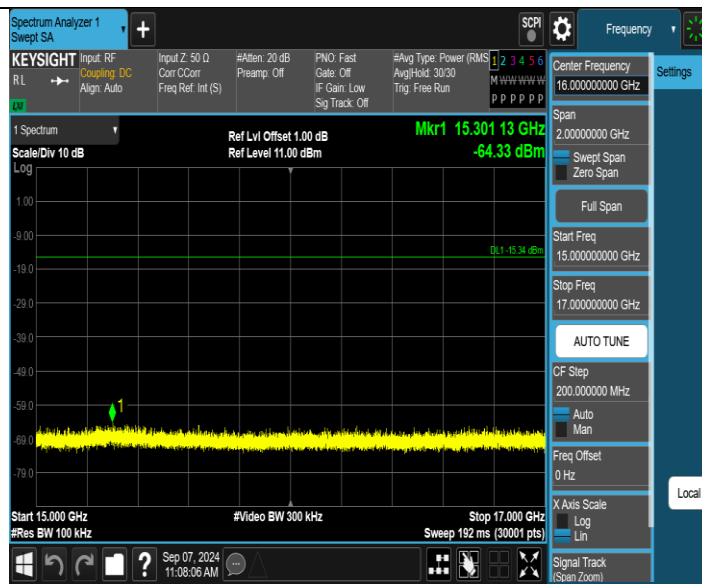 Spectrum Analyzer 1
Swept SA
+
SCPI
Frequency
KEYSIGHT
RL
LXI
Input: RF
Coupling: DC
Align: Auto
Input Z: 50 Ω
Corr CCorr
Freq Ref: Int (S)
#Atten: 20 dB
Preamp: Off
PNO: Fast
Gate: Off
IF Gain: Low
Sig Track: Off
#Avg Type: Power (RMS
Avg|Hold: 30/30
Trig: Free Run
1 2 3 4 5 6
M W W W W W
P P P P P P
1 Spectrum
Scale/Div 10 dB
Ref Lvl Offset 1.00 dB
Ref Level 11.00 dBm
Mkr1 15.301 13 GHz
-64.33 dBm
Log
1.00
-9.00
DL1 -15.34 dBm
-19.0
-29.0
-39.0
-49.0
-59.0
1
-69.0
-79.0
Start 15.000 GHz
#Res BW 100 kHz
#Video BW 300 kHz
Stop 17.000 GHz
Sweep 192 ms (30001 pts)
?
Sep 07, 2024
11:08:06 AM
Center Frequency
16.000000000 GHz
Span
2.00000000 GHz
Swept Span
Zero Span
Full Span
Start Freq
15.000000000 GHz
Stop Freq
17.000000000 GHz
AUTO TUNE
CF Step
200.000000 MHz
Auto
Man
Freq Offset
0 Hz
X Axis Scale
Log
Lin
Signal Track
(Span Zoom)
Settings
Local